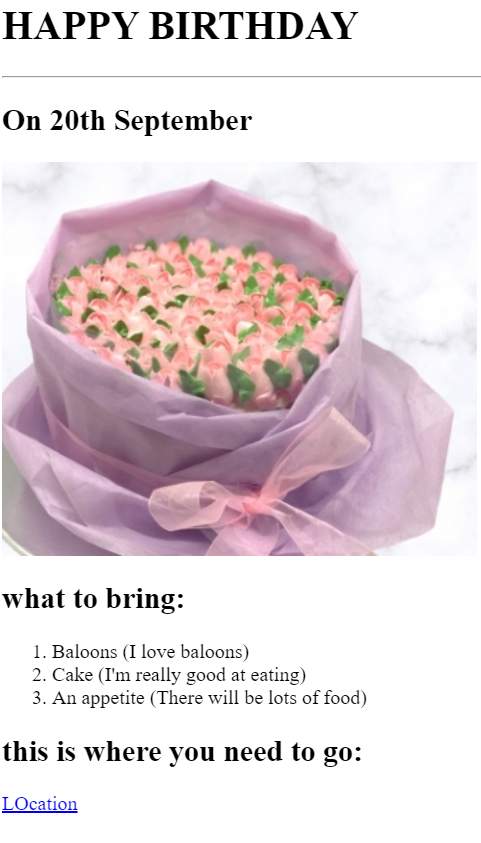 HAPPY BIRTHDAY
On 20th September
what to bring:
1. Baloons (I love baloons)
2. Cake (I'm really good at eating)
3. An appetite (There will be lots of food)
this is where you need to go:
LOcation